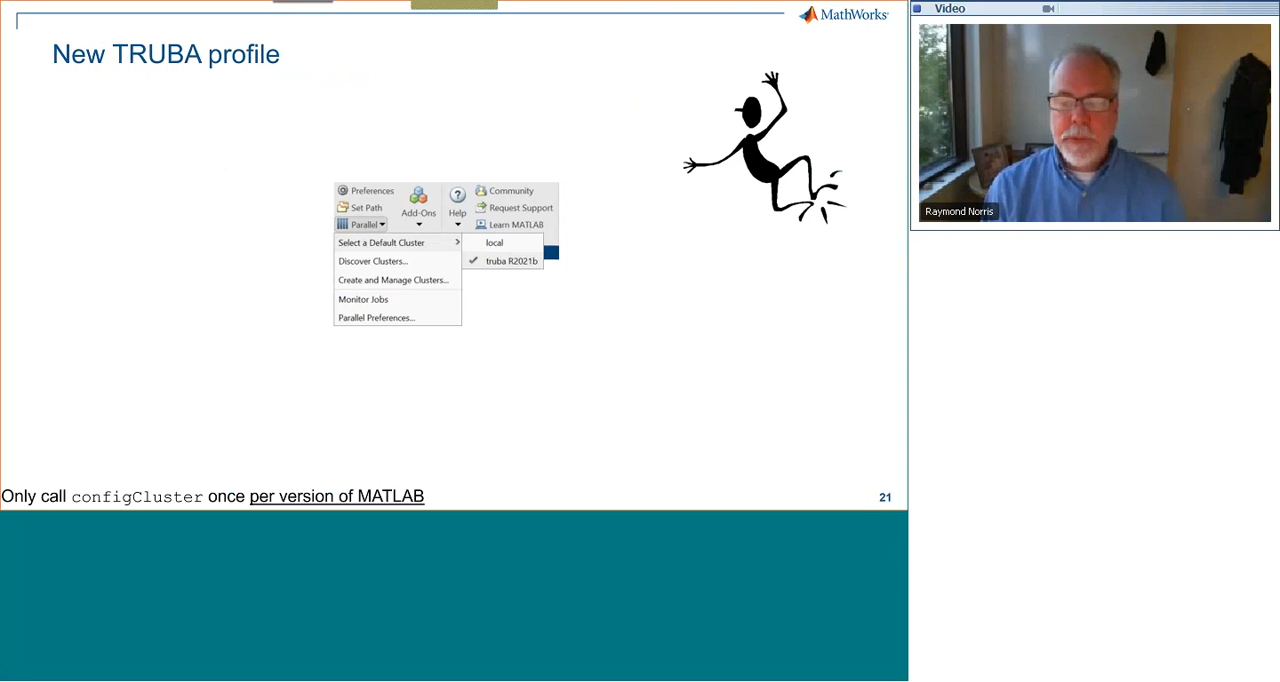 MathWorks
New TRUBA profile
Preferences
Set Path
Parallel
Add-Ons
Help
Community
Request Support
Learn MATLAB
Select a Default Cluster
local
truba R2021b
Discover Clusters...
Create and Manage Clusters...
Monitor Jobs
Parallel Preferences...
Only call configCluster once per version of MATLAB
21
Video
Raymond Norris